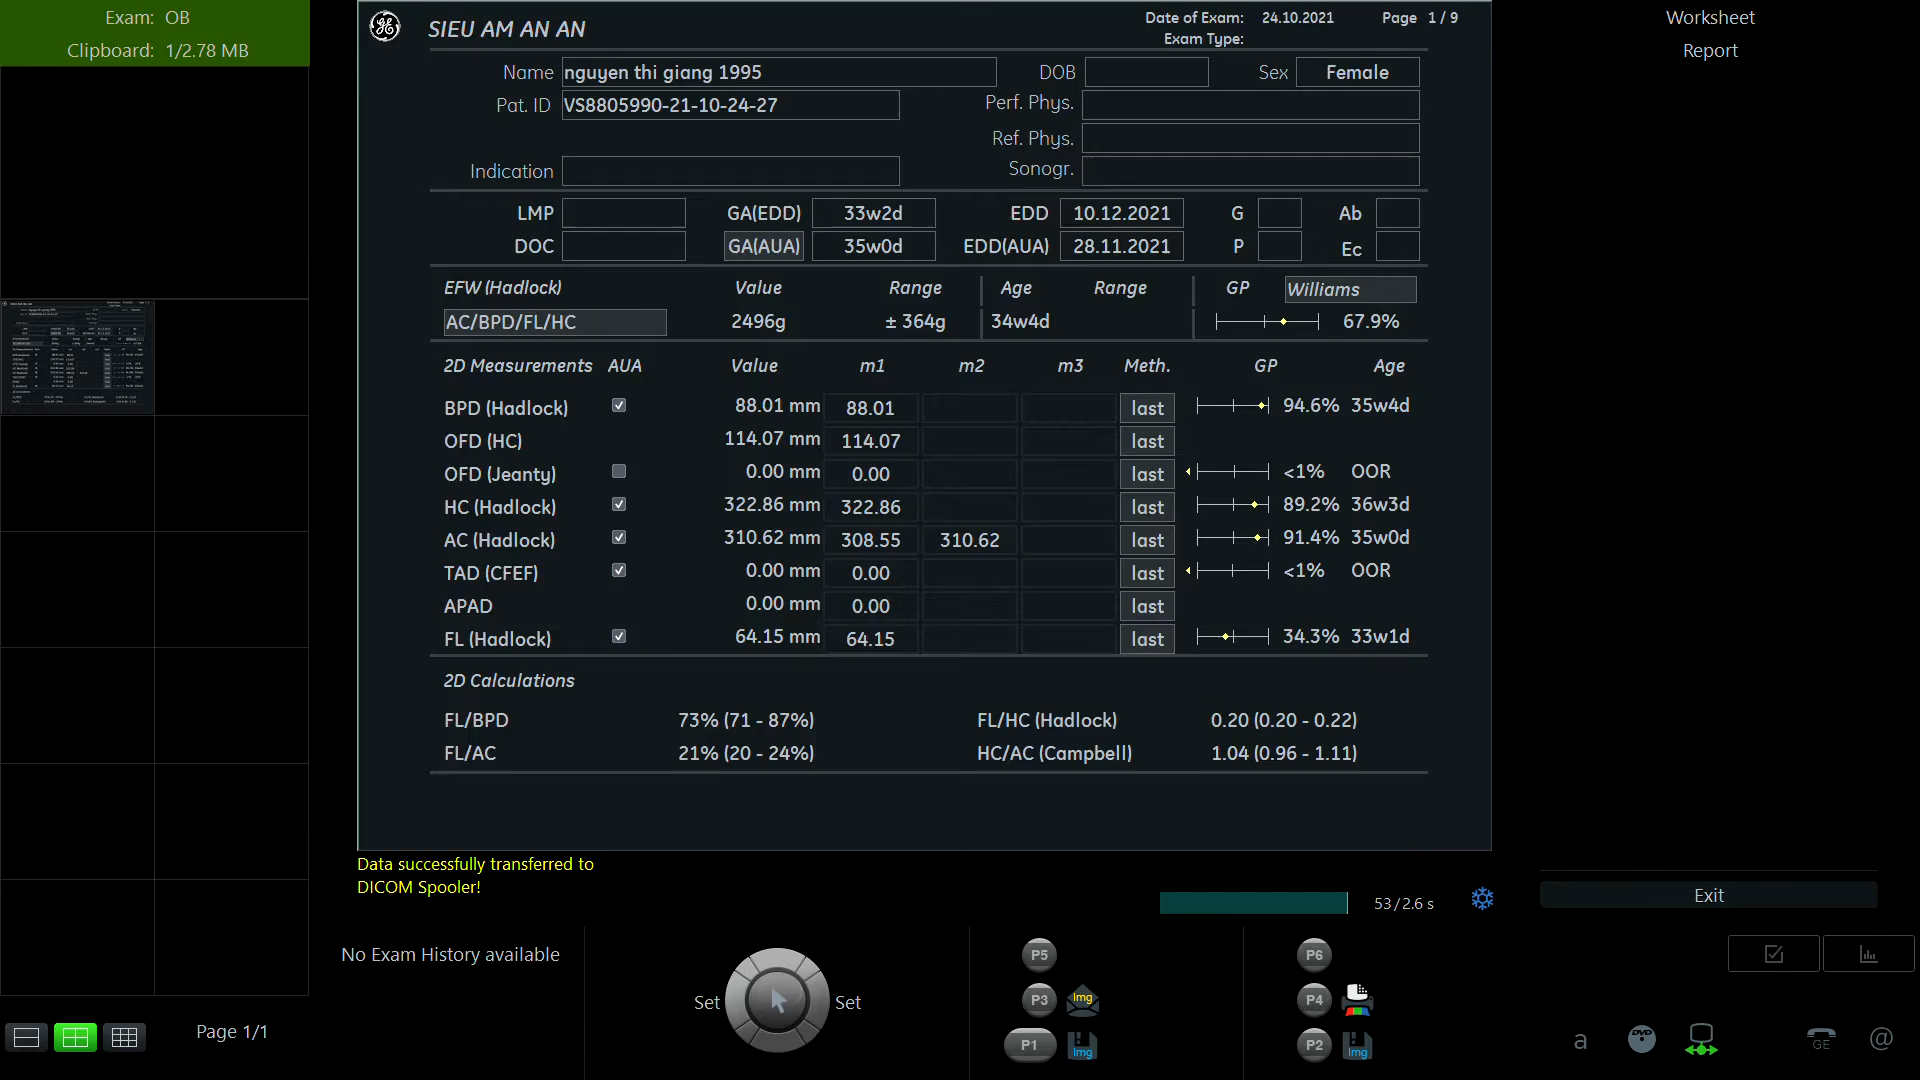 Exam: OB
Clipboard: 1/2.78 MB
SIEU AM AN AN
Date of Exam: 24.10.2021 Page 1 / 9
Exam Type:
Name nguyen thi giang 1995 DOB Sex Female
Pat. ID VS8805990-21-10-24-27 Perf. Phys.
Ref. Phys.
Indication Sonogr.
LMP GA(EDD) 33w2d EDD 10.12.2021 G Ab
DOC GA(AUA) 35w0d EDD(AUA) 28.11.2021 P Ec
EFW (Hadlock) Value Range Age Range GP Williams
AC/BPD/FL/HC 2496g ± 364g 34w4d 67.9%
2D Measurements AUA Value m1 m2 m3 Meth. GP Age
BPD (Hadlock) 88.01 mm 88.01 last 94.6% 35w4d
OFD (HC) 114.07 mm 114.07 last
OFD (Jeanty) 0.00 mm 0.00 last <1% OOR
HC (Hadlock) 322.86 mm 322.86 last 89.2% 36w3d
AC (Hadlock) 310.62 mm 308.55 310.62 last 91.4% 35w0d
TAD (CFEF) 0.00 mm 0.00 last <1% OOR
APAD 0.00 mm 0.00 last
FL (Hadlock) 64.15 mm 64.15 last 34.3% 33w1d
2D Calculations
FL/BPD 73% (71 - 87%) FL/HC (Hadlock) 0.20 (0.20 - 0.22)
FL/AC 21% (20 - 24%) HC/AC (Campbell) 1.04 (0.96 - 1.11)
Worksheet
Report
Data successfully transferred to
DICOM Spooler!
53/2.6 s
Exit
No Exam History available
Set Set
P5
P3 Img
P1 Img
P6
P4
P2 Img
Page 1/1
a DVD GE @